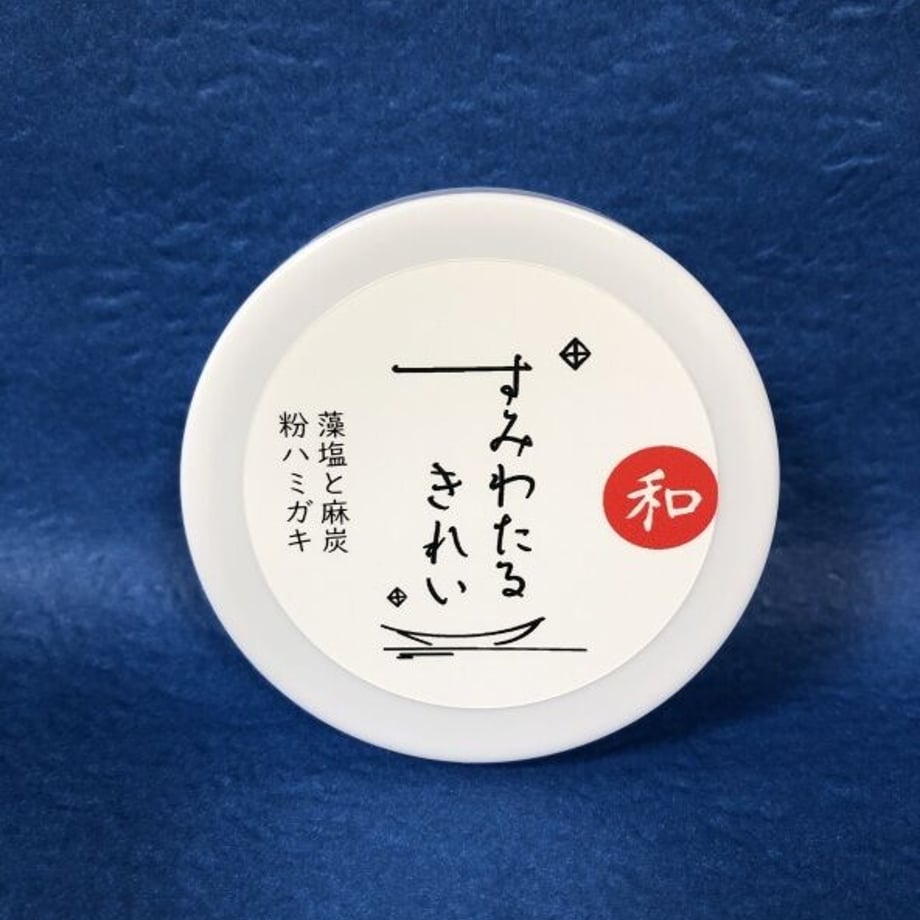 和
すみわたる
きれい
藻塩と麻炭
粉ハミガキ